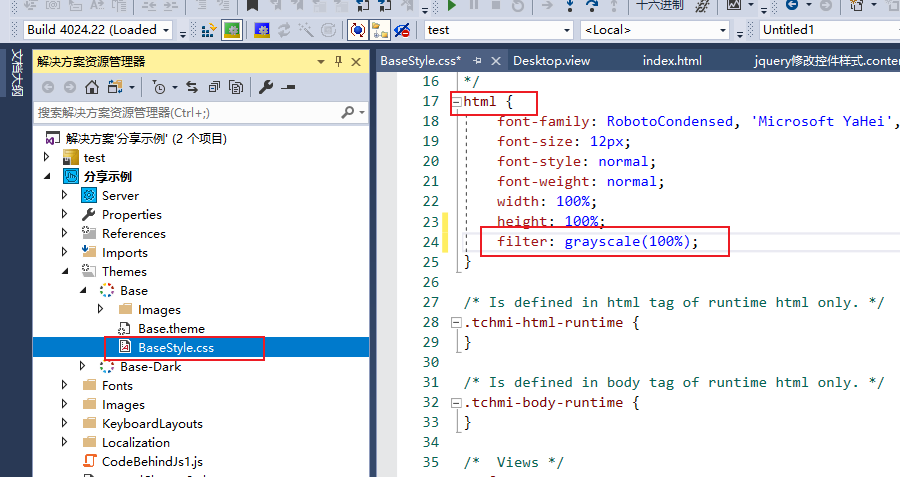 十六进制
Build 4024.22 (Loaded
test
<Local>
Untitled1
文档大纲
解决方案资源管理器
搜索解决方案资源管理器(Ctrl+;)
解决方案'分享示例' (2 个项目)
test
分享示例
Server
Properties
References
Imports
Themes
Base
Images
Base.theme
BaseStyle.css
Base-Dark
Fonts
Images
KeyboardLayouts
Localization
CodeBehindJs1.js
BaseStyle.css*
Desktop.view
index.html
jquery修改控件样式.conten
16 */
17 html {
18 font-family: RobotoCondensed, 'Microsoft YaHei',
19 font-size: 12px;
20 font-style: normal;
21 font-weight: normal;
22 width: 100%;
23 height: 100%;
24 filter: grayscale(100%);
25 }
26
27 /* Is defined in html tag of runtime html only. */
28 .tchmi-html-runtime {
29 }
30
31 /* Is defined in body tag of runtime html only. */
32 .tchmi-body-runtime {
33 }
34
35 /* Views */